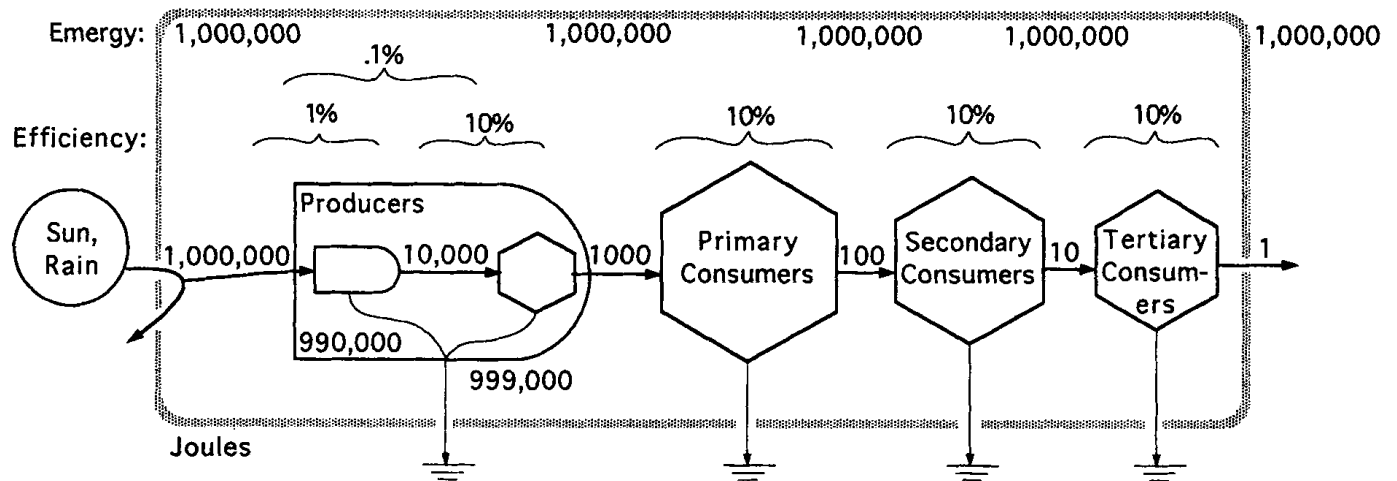 Emergy: 1,000,000 1,000,000 1,000,000 1,000,000 1,000,000
.1%
Efficiency: 1% 10% 10% 10% 10%
Sun,
Rain
1,000,000
Producers
10,000
1000
Primary
Consumers
100
Secondary
Consumers
10
Tertiary
Consum-
ers
1
990,000
999,000
Joules